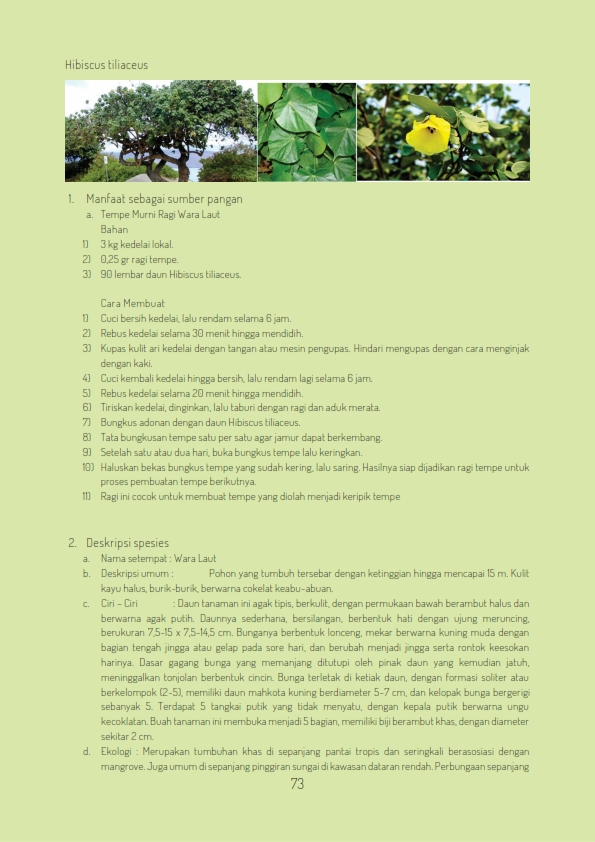 Hibiscus tiliaceus
1. Manfaat sebagai sumber pangan
a. Tempe Murni Ragi Wara Laut
Bahan
1) 3 kg kedelai lokal.
2) 0,25 gr ragi tempe.
3) 90 lembar daun Hibiscus tiliaceus.
Cara Membuat
1) Cuci bersih kedelai, lalu rendam selama 6 jam.
2) Rebus kedelai selama 30 menit hingga mendidih.
3) Kupas kulit ari kedelai dengan tangan atau mesin pengupas. Hindari mengupas dengan cara menginjak
dengan kaki.
4) Cuci kembali kedelai hingga bersih, lalu rendam lagi selama 6 jam.
5) Rebus kedelai selama 20 menit hingga mendidih.
6) Tiriskan kedelai, dinginkan, lalu taburi dengan ragi dan aduk merata.
7) Bungkus adonan dengan daun Hibiscus tiliaceus.
8) Tata bungkusan tempe satu per satu agar jamur dapat berkembang.
9) Setelah satu atau dua hari, buka bungkus tempe lalu keringkan.
10) Haluskan bekas bungkus tempe yang sudah kering, lalu saring. Hasilnya siap dijadikan ragi tempe untuk
proses pembuatan tempe berikutnya.
11) Ragi ini cocok untuk membuat tempe yang diolah menjadi keripik tempe
2. Deskripsi spesies
a. Nama setempat : Wara Laut
b. Deskripsi umum : Pohon yang tumbuh tersebar dengan ketinggian hingga mencapai 15 m. Kulit
kayu halus, burik-burik, berwarna cokelat keabu-abuan.
c. Ciri – Ciri : Daun tanaman ini agak tipis, berkulit, dengan permukaan bawah berambut halus dan
berwarna agak putih. Daunnya sederhana, bersilangan, berbentuk hati dengan ujung meruncing,
berukuran 7,5-15 x 7,5-14,5 cm. Bunganya berbentuk lonceng, mekar berwarna kuning muda dengan
bagian tengah jingga atau gelap pada sore hari, dan berubah menjadi jingga serta rontok keesokan
harinya. Dasar gagang bunga yang memanjang ditutupi oleh pinak daun yang kemudian jatuh,
meninggalkan tonjolan berbentuk cincin. Bunga terletak di ketiak daun, dengan formasi soliter atau
berkelompok (2-5), memiliki daun mahkota kuning berdiameter 5-7 cm, dan kelopak bunga bergerigi
sebanyak 5. Terdapat 5 tangkai putik yang tidak menyatu, dengan kepala putik berwarna ungu
kecoklatan. Buah tanaman ini membuka menjadi 5 bagian, memiliki biji berambut khas, dengan diameter
sekitar 2 cm.
d. Ekologi : Merupakan tumbuhan khas di sepanjang pantai tropis dan seringkali berasosiasi dengan
mangrove. Juga umum di sepanjang pinggiran sungai di kawasan dataran rendah. Perbungaan sepanjang
73